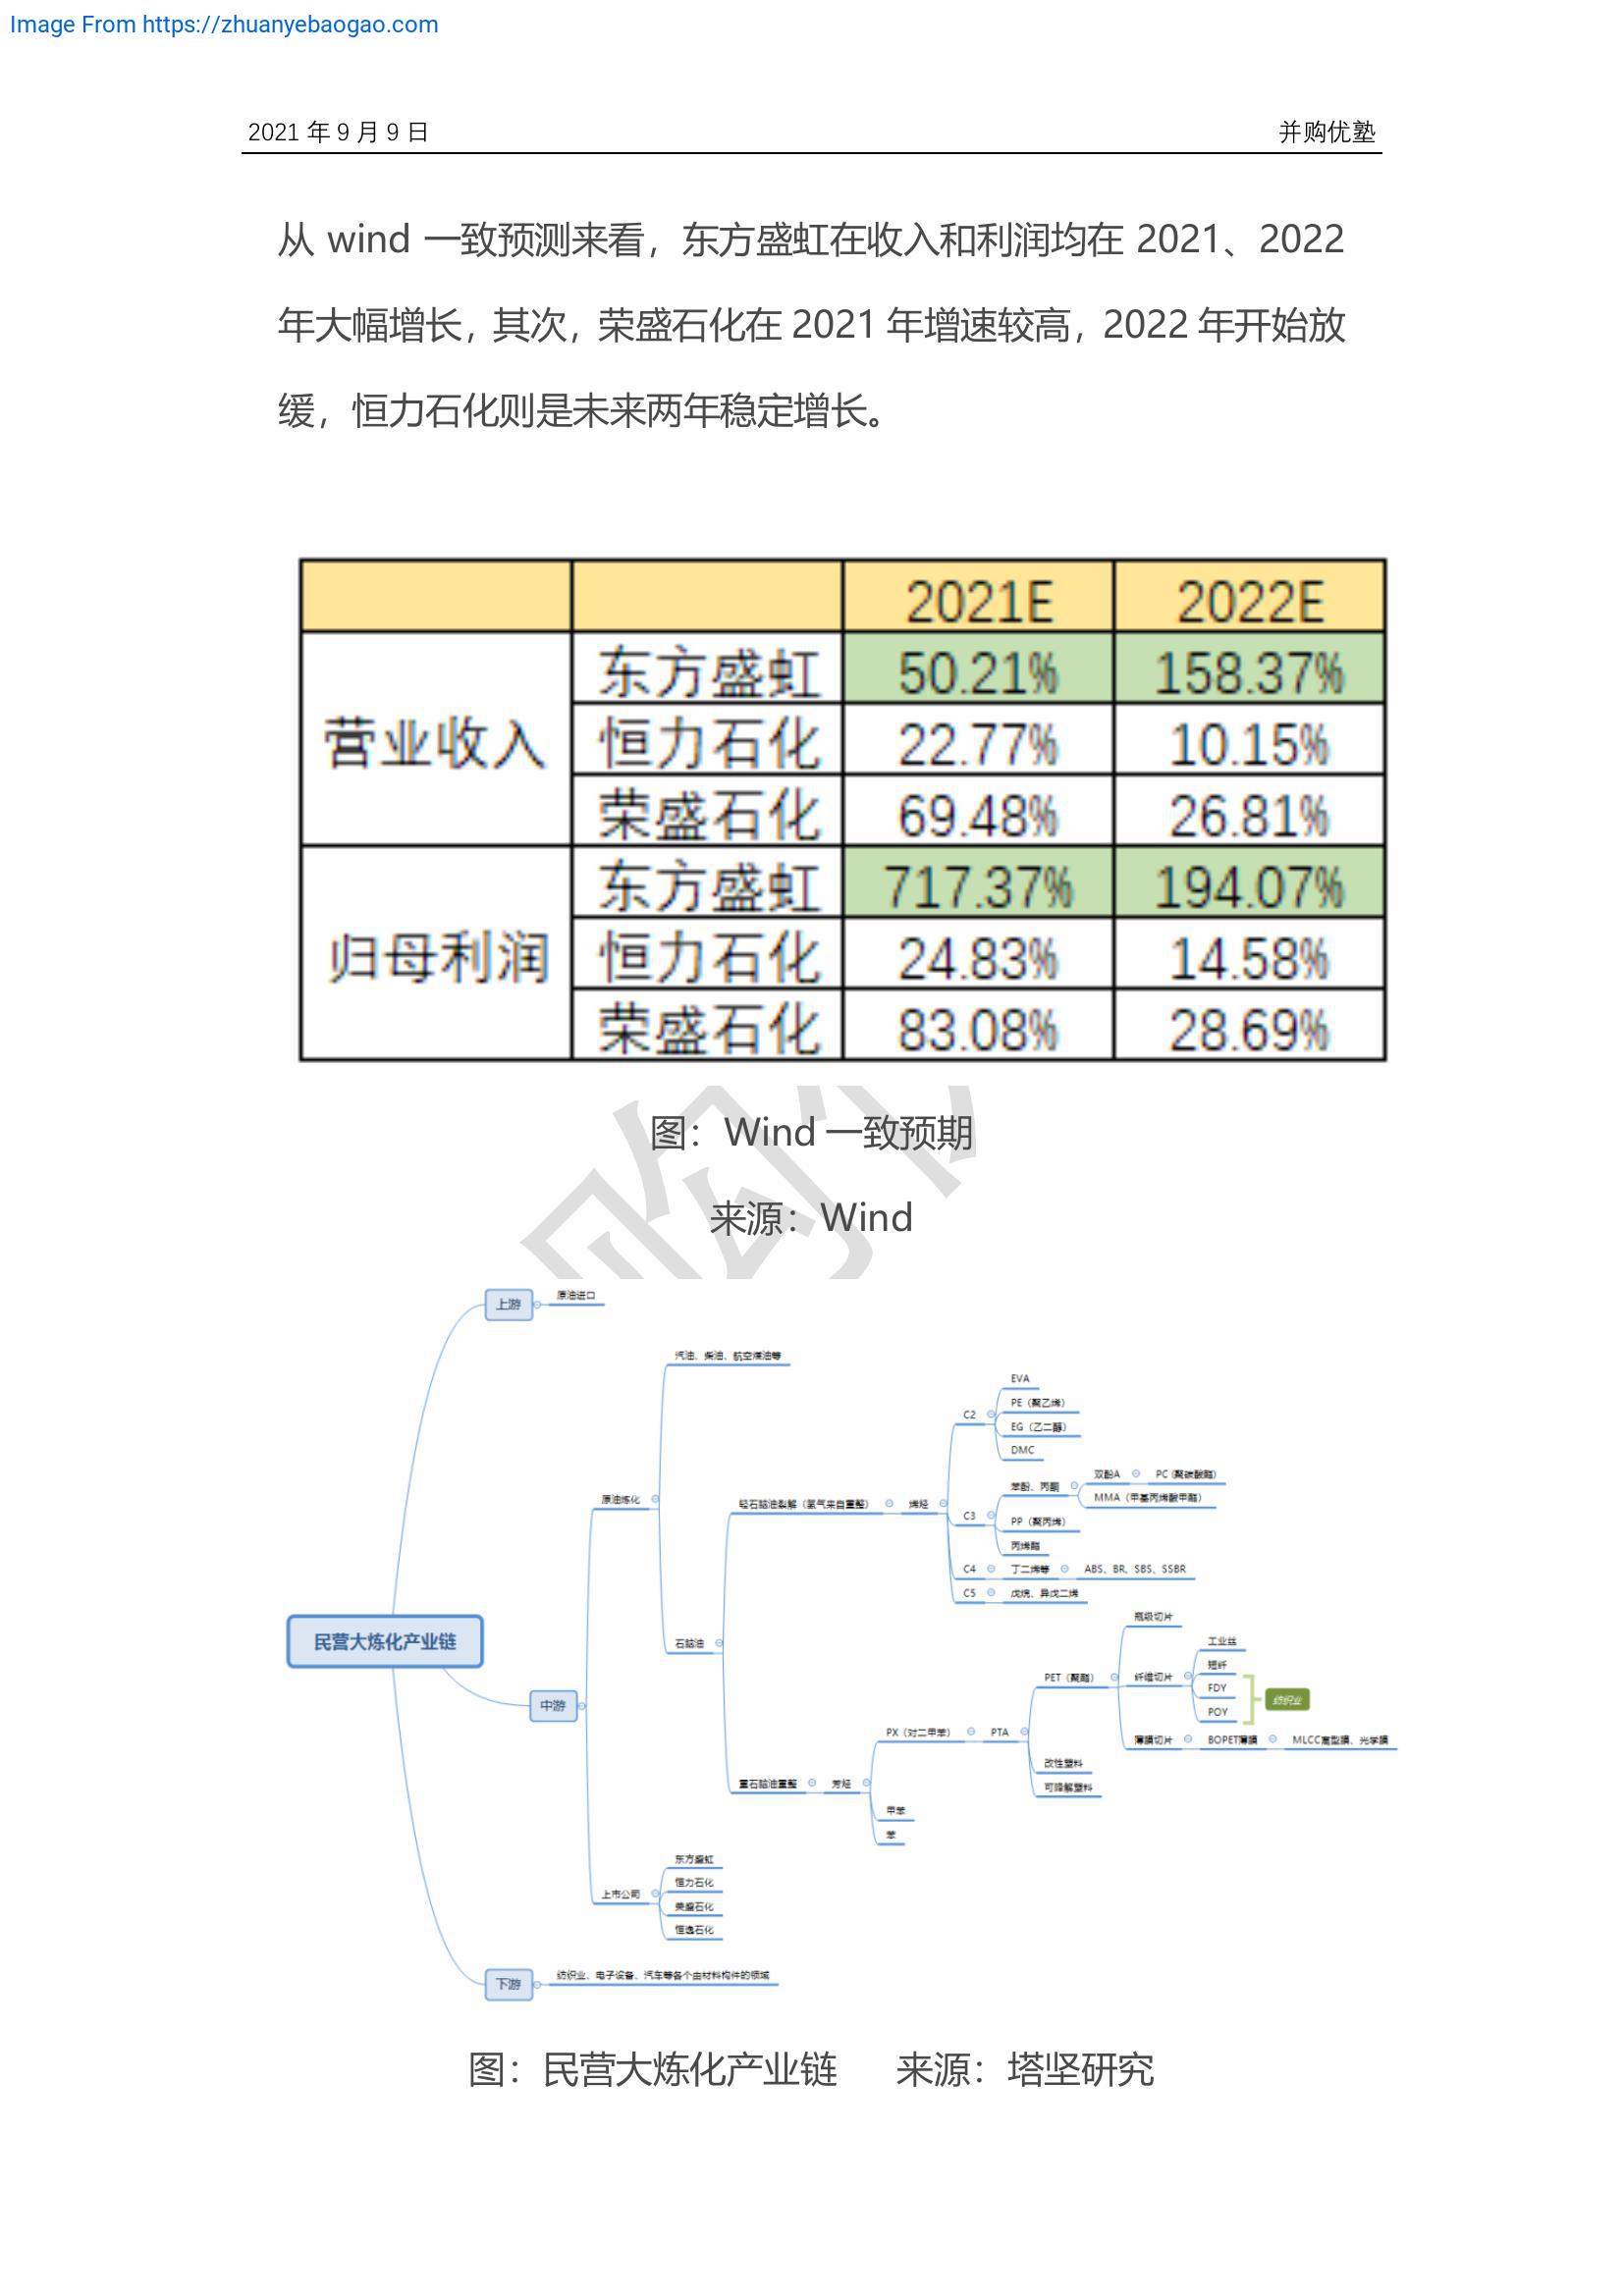 Image From https://zhuanyebaogao.com
2021 年 9 月 9 日
并购优塾
从 wind 一致预测来看，东方盛虹在收入和利润均在 2021、2022
年大幅增长，其次，荣盛石化在 2021 年增速较高，2022 年开始放
缓，恒力石化则是未来两年稳定增长。
2021E 2022E
营业收入
东方盛虹 50.21% 158.37%
恒力石化 22.77% 10.15%
荣盛石化 69.48% 26.81%
归母利润
东方盛虹 717.37% 194.07%
恒力石化 24.83% 14.58%
荣盛石化 83.08% 28.69%
图：Wind 一致预期
来源：Wind
民营大炼化产业链
上游
原油进口
中游
原油炼化
汽油、柴油、航空煤油等
石脑油
轻石脑油裂解（氢气来自重整）
烯烃
C2
EVA
PE（聚乙烯）
EG（乙二醇）
DMC
C3
苯酚、丙酮
双酚A
PC（聚碳酸酯）
MMA（甲基丙烯酸甲酯）
PP（聚丙烯）
丙烯酯
C4
丁二烯等
ABS、BR、SBS、SSBR
C5
戊烷、异戊二烯
重石脑油重整
芳烃
PX（对二甲苯）
PTA
PET（聚酯）
瓶级切片
纤维切片
工业丝
短纤
FDY
POY
纺织业
薄膜切片
BOPET薄膜
MLCC离型膜、光学膜
改性塑料
可降解塑料
甲苯
苯
上市公司
东方盛虹
恒力石化
荣盛石化
恒逸石化
下游
纺织业、电子设备、汽车等各个由材料构件的领域
图：民营大炼化产业链 来源：塔坚研究